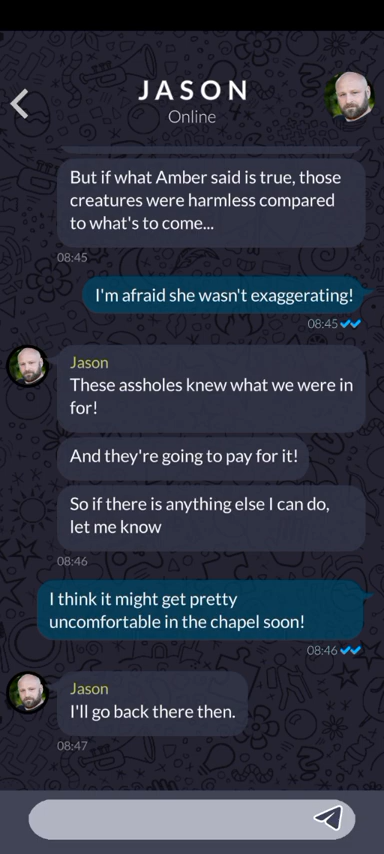 JASON
Online
But if what Amber said is true, those
creatures were harmless compared
to what's to come...
08:45
I'm afraid she wasn't exaggerating!
08:45
Jason
These assholes knew what we were in
for!
And they're going to pay for it!
So if there is anything else I can do,
let me know
08:46
I think it might get pretty
uncomfortable in the chapel soon!
08:46
Jason
I'll go back there then.
08:47